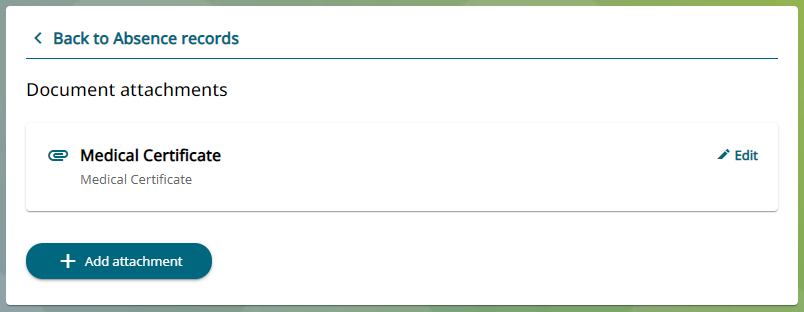 Back to Absence records
Document attachments
Medical Certificate
Edit
Medical Certificate
Add attachment